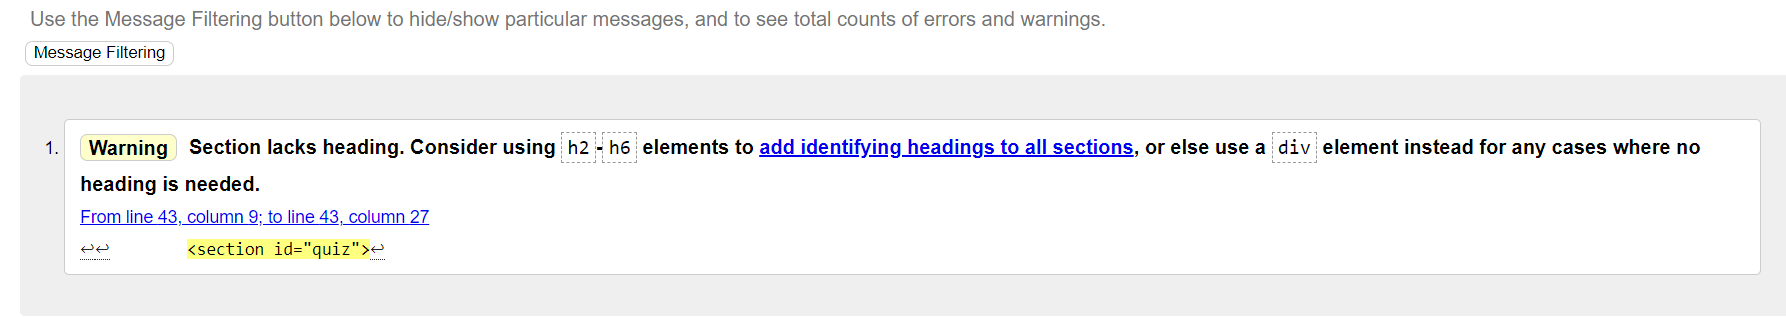 Use the Message Filtering button below to hide/show particular messages, and to see total counts of errors and warnings.
Message Filtering
1. Warning Section lacks heading. Consider using h2-h6 elements to add identifying headings to all sections, or else use a div element instead for any cases where no
heading is needed.
From line 43, column 9; to line 43, column 27
↩↩ <section id="quiz">↩